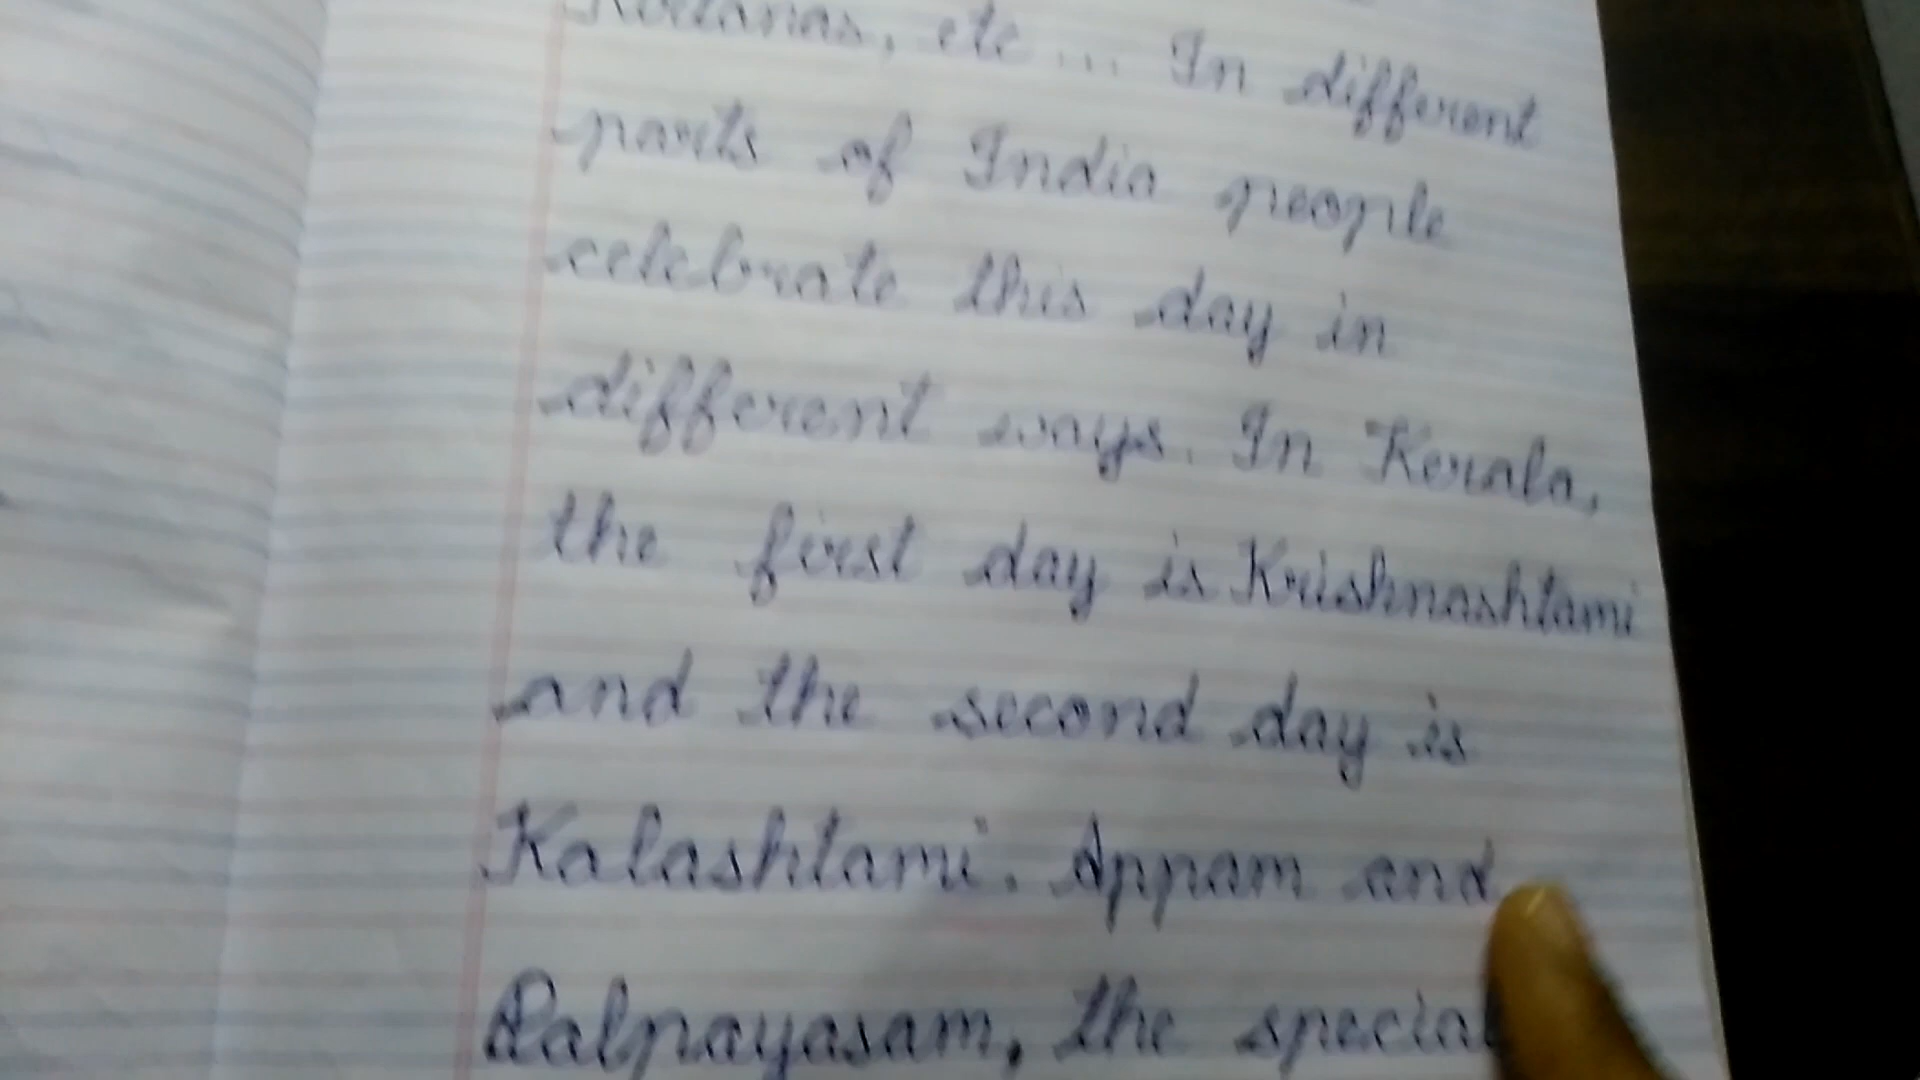 etc... In different
parts of India people
celebrate this day in
different ways. In Kerala,
the first day is Krishnashtami
and the second day is
Kalashtami. Appam and
Palpayasam, the special